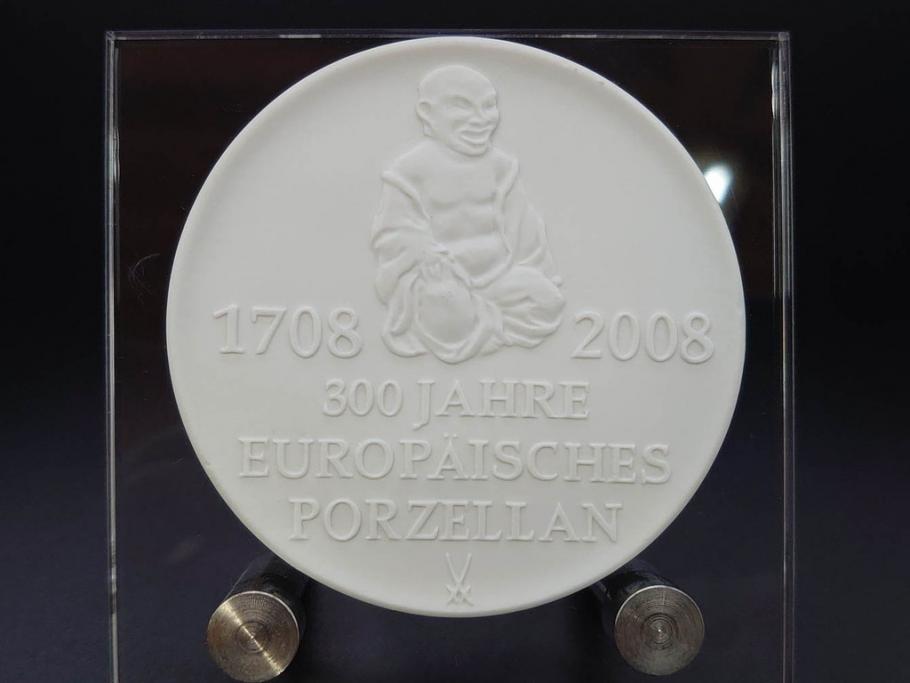 1708 2008
300 JAHRE
EUROPÄISCHES
PORZELLAN